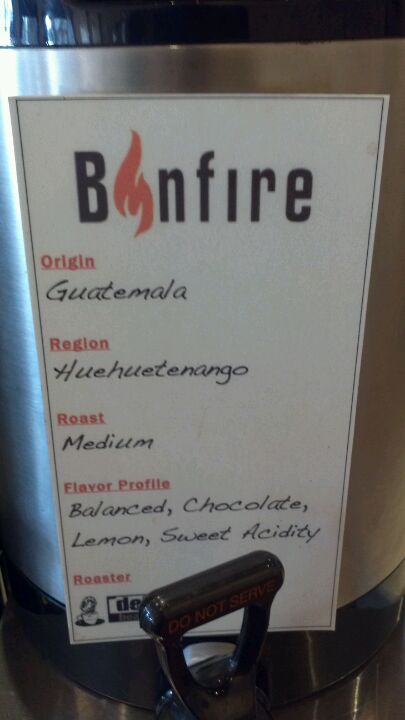 Bonfire
Origin
Guatemala
Region
Huehuetenango
Roast
Medium
Flavor Profile
Balanced, Chocolate,
Lemon, Sweet Acidity
Roaster
DO NOT SERVE